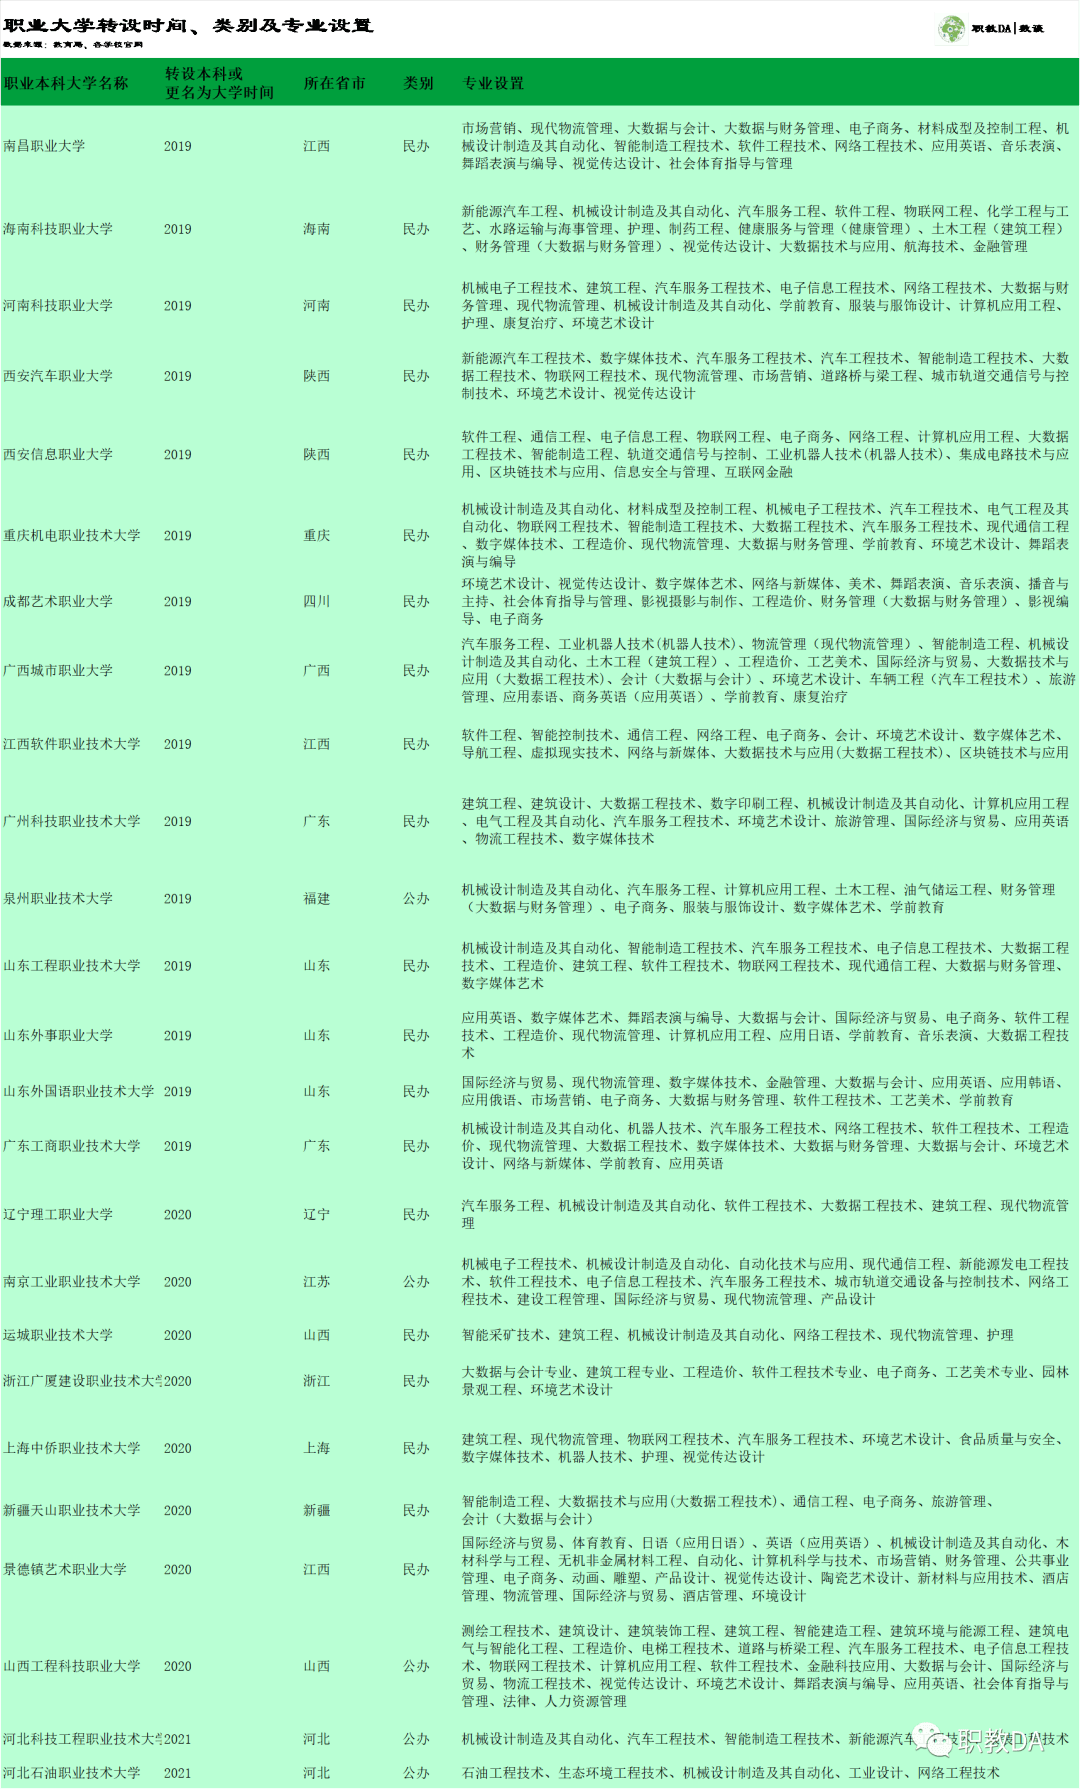 职业大学转设时间、类别及专业设置
数据来源：教育局、各学校官网
职教DA|数谈
职业本科大学名称 转设本科或 所在省市 类别 专业设置
更名为大学时间
市场营销、现代物流管理、大数据与会计、大数据与财务管理、电子商务、材料成型及控制工程、机
南昌职业大学 2019 江西 民办 械设计制造及其自动化、智能制造工程技术、软件工程技术、网络工程技术、应用英语、音乐表演、
舞蹈表演与编导、视觉传达设计、社会体育指导与管理
新能源汽车工程、机械设计制造及其自动化、汽车服务工程、软件工程、物联网工程、化学工程与工
海南科技职业大学 2019 海南 民办 艺、水路运输与海事管理、护理、制药工程、健康服务与管理（健康管理）、土木工程（建筑工程）
、财务管理（大数据与财务管理）、视觉传达设计、大数据技术与应用、航海技术、金融管理
机械电子工程技术、建筑工程、汽车服务工程技术、电子信息工程技术、网络工程技术、大数据与财
河南科技职业大学 2019 河南 民办 务管理、现代物流管理、机械设计制造及其自动化、学前教育、服装与服饰设计、计算机应用工程、
护理、康复治疗、环境艺术设计
新能源汽车工程技术、数字媒体技术、汽车服务工程技术、汽车工程技术、智能制造工程技术、大数
西安汽车职业大学 2019 陕西 民办 据工程技术、物联网工程技术、现代物流管理、市场营销、道路桥与梁工程、城市轨道交通信号与控
制技术、环境艺术设计、视觉传达设计
软件工程、通信工程、电子信息工程、物联网工程、电子商务、网络工程、计算机应用工程、大数据
西安信息职业大学 2019 陕西 民办 工程技术、智能制造工程、轨道交通信号与控制、工业机器人技术(机器人技术)、集成电路技术与应
用、区块链技术与应用、信息安全与管理、互联网金融
机械设计制造及其自动化、材料成型及控制工程、机械电子工程技术、汽车工程技术、电气工程及其
重庆机电职业技术大学 2019 重庆 民办 自动化、物联网工程技术、智能制造工程技术、大数据工程技术、汽车服务工程技术、现代通信工程
、数字媒体技术、工程造价、现代物流管理、大数据与财务管理、学前教育、环境艺术设计、舞蹈表
演与编导
环境艺术设计、视觉传达设计、数字媒体艺术、网络与新媒体、美术、舞蹈表演、音乐表演、播音与
成都艺术职业大学 2019 四川 民办 主持、社会体育指导与管理、影视摄影与制作、工程造价、财务管理（大数据与财务管理）、影视编
导、电子商务
汽车服务工程、工业机器人技术(机器人技术)、物流管理（现代物流管理）、智能制造工程、机械设
广西城市职业大学 2019 广西 民办 计制造及其自动化、土木工程（建筑工程）、工程造价、工艺美术、国际经济与贸易、大数据技术与
应用（大数据工程技术)、会计（大数据与会计）、环境艺术设计、车辆工程（汽车工程技术）、旅游
管理、应用泰语、商务英语（应用英语）、学前教育、康复治疗
软件工程、智能控制技术、通信工程、网络工程、电子商务、会计、环境艺术设计、数字媒体艺术、
江西软件职业技术大学 2019 江西 民办 导航工程、虚拟现实技术、网络与新媒体、大数据技术与应用(大数据工程技术)、区块链技术与应用
建筑工程、建筑设计、大数据工程技术、数字印刷工程、机械设计制造及其自动化、计算机应用工程
广州科技职业技术大学 2019 广东 民办 、电气工程及其自动化、汽车服务工程技术、环境艺术设计、旅游管理、国际经济与贸易、应用英语
、物流工程技术、数字媒体技术
机械设计制造及其自动化、汽车服务工程、计算机应用工程、土木工程、油气储运工程、财务管理
泉州职业技术大学 2019 福建 公办 （大数据与财务管理）、电子商务、服装与服饰设计、数字媒体艺术、学前教育
机械设计制造及其自动化、智能制造工程技术、汽车服务工程技术、电子信息工程技术、大数据工程
山东工程职业技术大学 2019 山东 民办 技术、工程造价、建筑工程、软件工程技术、物联网工程技术、现代通信工程、大数据与财务管理、
数字媒体艺术
应用英语、数字媒体艺术、舞蹈表演与编导、大数据与会计、国际经济与贸易、电子商务、软件工程
山东外事职业大学 2019 山东 民办 技术、工程造价、现代物流管理、计算机应用工程、应用日语、学前教育、音乐表演、大数据工程技
术
国际经济与贸易、现代物流管理、数字媒体技术、金融管理、大数据与会计、应用英语、应用韩语、
山东外国语职业技术大学 2019 山东 民办 应用俄语、市场营销、电子商务、大数据与财务管理、软件工程技术、工艺美术、学前教育
机械设计制造及其自动化、机器人技术、汽车服务工程技术、网络工程技术、软件工程技术、工程造
广东工商职业技术大学 2019 广东 民办 价、现代物流管理、大数据工程技术、数字媒体技术、大数据与财务管理、大数据与会计、环境艺术
设计、网络与新媒体、学前教育、应用英语
汽车服务工程、机械设计制造及其自动化、软件工程技术、大数据工程技术、建筑工程、现代物流管
辽宁理工职业大学 2020 辽宁 民办 理
机械电子工程技术、机械设计制造及自动化、自动化技术与应用、现代通信工程、新能源发电工程技
南京工业职业技术大学 2020 江苏 公办 术、软件工程技术、电子信息工程技术、汽车服务工程技术、城市轨道交通设备与控制技术、网络工
程技术、建设工程管理、国际经济与贸易、现代物流管理、产品设计
运城职业技术大学 2020 山西 民办 智能采矿技术、建筑工程、机械设计制造及其自动化、网络工程技术、现代物流管理、护理
大数据与会计专业、建筑工程专业、工程造价、软件工程技术专业、电子商务、工艺美术专业、园林
浙江广厦建设职业技术大学 2020 浙江 民办 景观工程、环境艺术设计
建筑工程、现代物流管理、物联网工程技术、汽车服务工程技术、环境艺术设计、食品质量与安全、
上海中侨职业技术大学 2020 上海 民办 数字媒体技术、机器人技术、护理、视觉传达设计
智能制造工程、大数据技术与应用(大数据工程技术)、通信工程、电子商务、旅游管理、
新疆天山职业技术大学 2020 新疆 民办 会计（大数据与会计）
国际经济与贸易、体育教育、日语（应用日语）、英语（应用英语）、机械设计制造及其自动化、木
景德镇艺术职业大学 2020 江西 民办 材科学与工程、无机非金属材料工程、自动化、计算机科学与技术、市场营销、财务管理、公共事业
管理、电子商务、动画、雕塑、产品设计、视觉传达设计、陶瓷艺术设计、新材料与应用技术、酒店
管理、物流管理、国际经济与贸易、酒店管理、环境设计
测绘工程技术、建筑设计、建筑装饰工程、建筑工程、智能建造工程、建筑环境与能源工程、建筑电
气与智能化工程、工程造价、电梯工程技术、道路与桥梁工程、汽车服务工程技术、电子信息工程技
山西工程科技职业大学 2020 山西 公办 术、物联网工程技术、计算机应用工程、软件工程技术、金融科技应用、大数据与会计、国际经济与
贸易、物流工程技术、视觉传达设计、环境艺术设计、舞蹈表演与编导、应用英语、社会体育指导与
管理、法律、人力资源管理
河北科技工程职业技术大学 2021 河北 公办 机械设计制造及其自动化、汽车工程技术、智能制造工程技术、新能源汽车 技术
河北石油职业技术大学 2021 河北 公办 石油工程技术、生态环境工程技术、机械设计制造及其自动化、工业设计、网络工程技术
职教DA